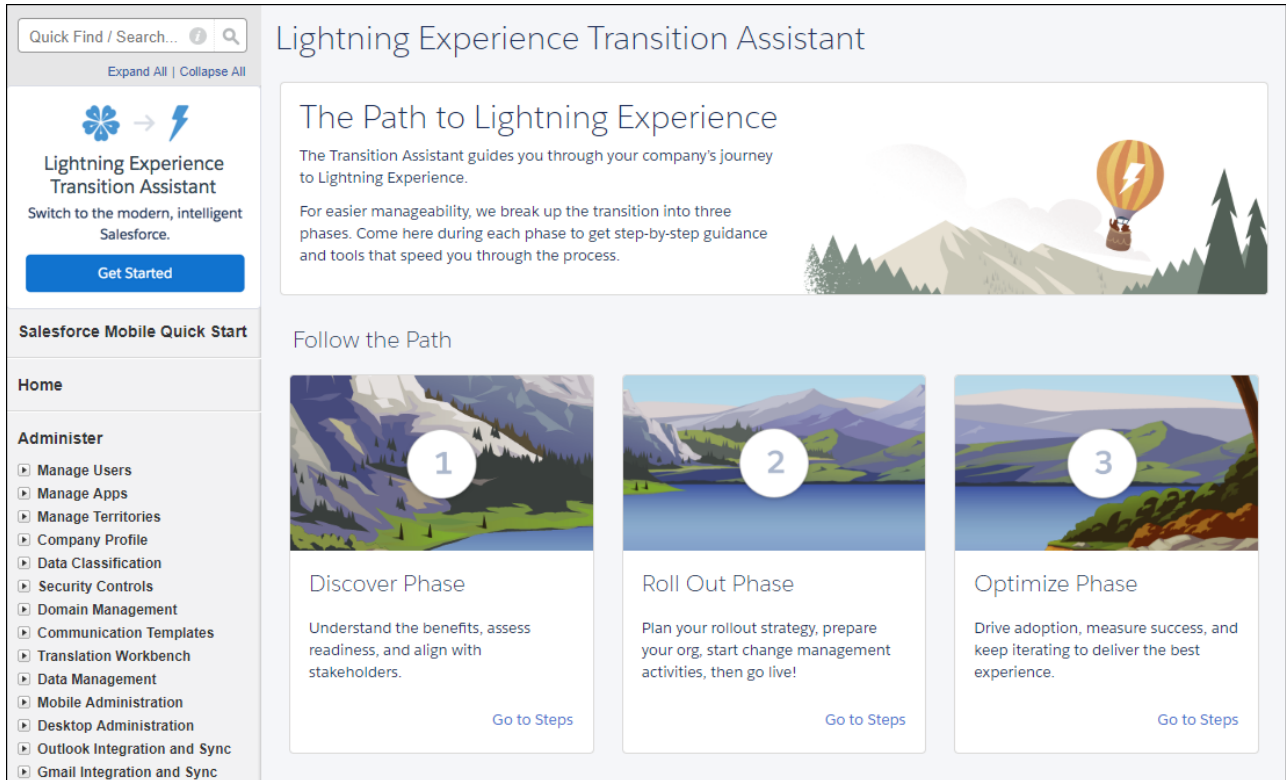 Quick Find / Search...
Expand All | Collapse All
Lightning Experience
Transition Assistant
Switch to the modern, intelligent
Salesforce.
Get Started
Salesforce Mobile Quick Start
Home
Administer
Manage Users
Manage Apps
Manage Territories
Company Profile
Data Classification
Security Controls
Domain Management
Communication Templates
Translation Workbench
Data Management
Mobile Administration
Desktop Administration
Outlook Integration and Sync
Gmail Integration and Sync
Lightning Experience Transition Assistant
The Path to Lightning Experience
The Transition Assistant guides you through your company's journey
to Lightning Experience.
For easier manageability, we break up the transition into three
phases. Come here during each phase to get step-by-step guidance
and tools that speed you through the process.
Follow the Path
1
Discover Phase
Understand the benefits, assess
readiness, and align with
stakeholders.
Go to Steps
2
Roll Out Phase
Plan your rollout strategy, prepare
your org, start change management
activities, then go live!
Go to Steps
3
Optimize Phase
Drive adoption, measure success, and
keep iterating to deliver the best
experience.
Go to Steps